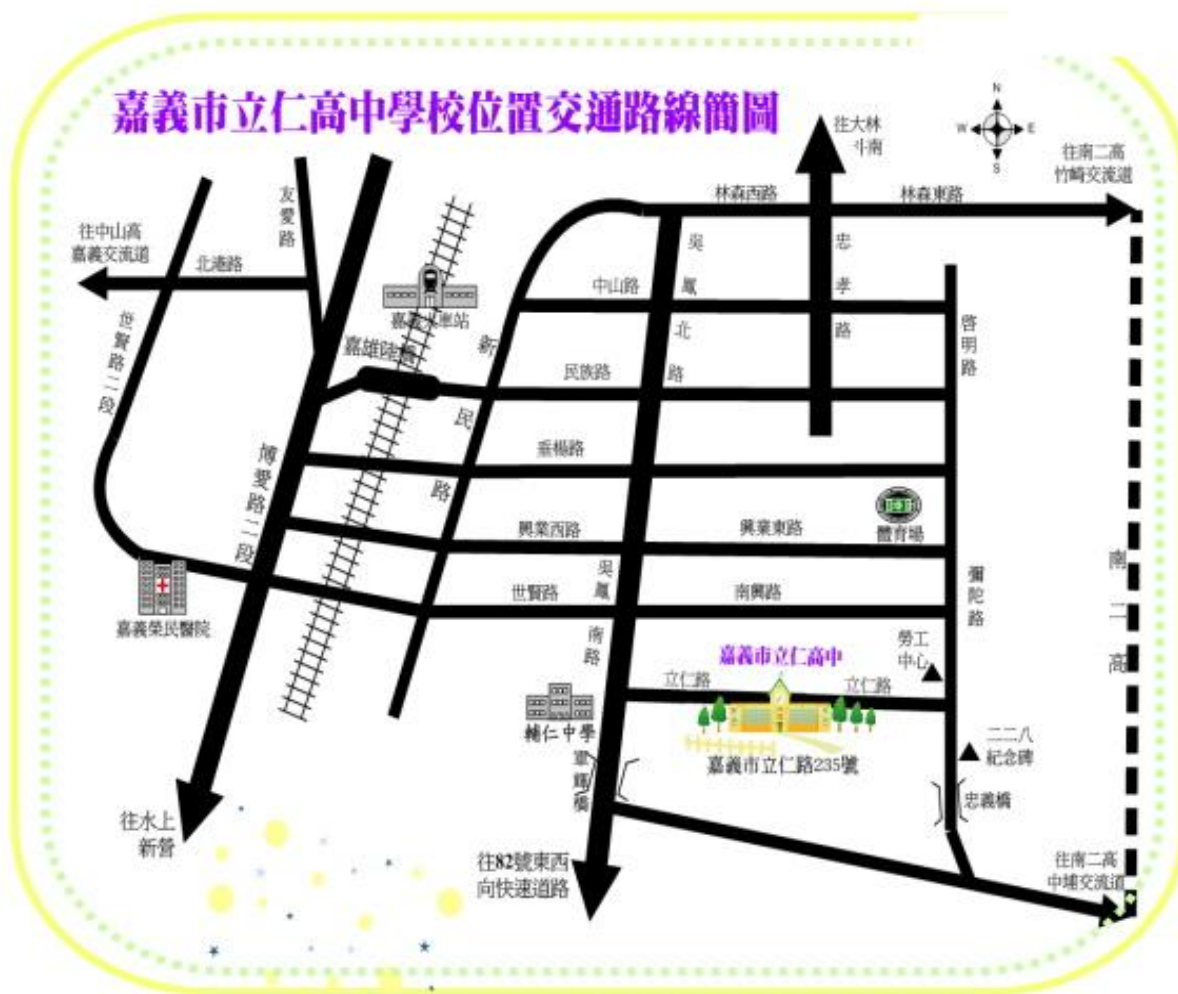 嘉義市立仁高中學校位置交通路線簡圖
N
W
E
S
往大林
斗南
往南二高
竹崎交流道
林森西路
林森東路
友愛路
往中山高
嘉義交流道
北港路
吳鳳北路
忠孝路
中山路
嘉義火車站
世賢路二段
新民路
啓明路
嘉雄陸橋
民族路
垂楊路
博愛路二段
體育場
興業西路
興業東路
南二高
嘉義榮民醫院
世賢路
吳鳳南路
南興路
彌陀路
勞工
中心
嘉義市立仁高中
立仁路
立仁路
輔仁中學
軍輝橋
嘉義市立仁路235號
二二八
紀念碑
忠義橋
往水上
新營
往82號東西
向快速道路
往南二高
中埔交流道